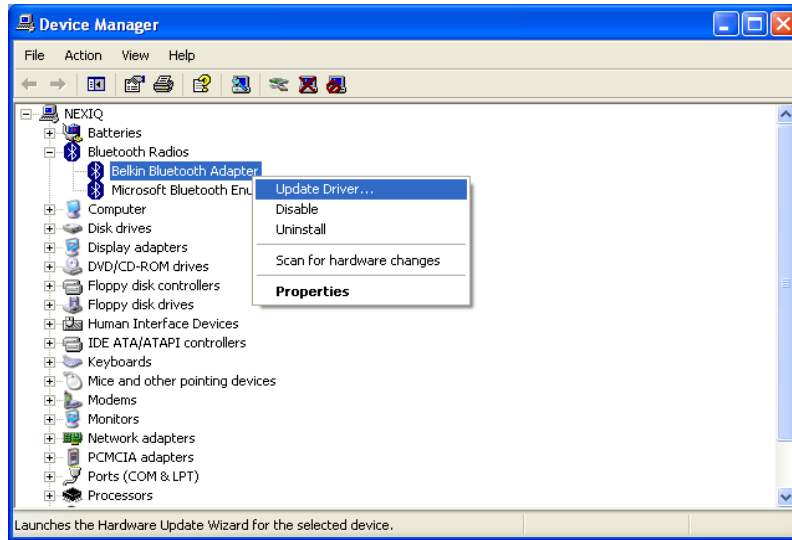 Device Manager
File Action View Help
NEXIQ
Batteries
Bluetooth Radios
Belkin Bluetooth Adapter
Microsoft Bluetooth Enu
Update Driver...
Disable
Uninstall
Scan for hardware changes
Properties
Computer
Disk drives
Display adapters
DVD/CD-ROM drives
Floppy disk controllers
Floppy disk drives
Human Interface Devices
IDE ATA/ATAPI controllers
Keyboards
Mice and other pointing devices
Modems
Monitors
Network adapters
PCMCIA adapters
Ports (COM & LPT)
Processors
Launches the Hardware Update Wizard for the selected device.